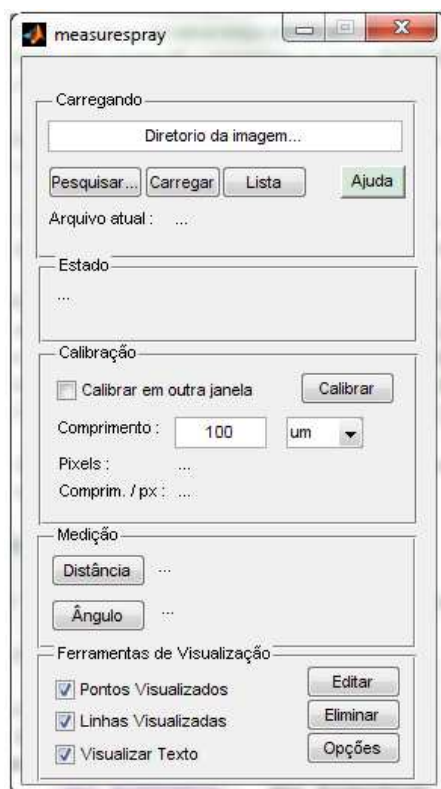 measurespray
Carregando
Diretorio da imagem...
Pesquisar... Carregar Lista Ajuda
Arquivo atual : ...
Estado
...
Calibração
Calibrar em outra janela Calibrar
Comprimento : 100 um
Pixels : ...
Comprim. / px : ...
Medição
Distância ...
Ângulo ...
Ferramentas de Visualização
Pontos Visualizados Editar
Linhas Visualizadas Eliminar
Visualizar Texto Opções